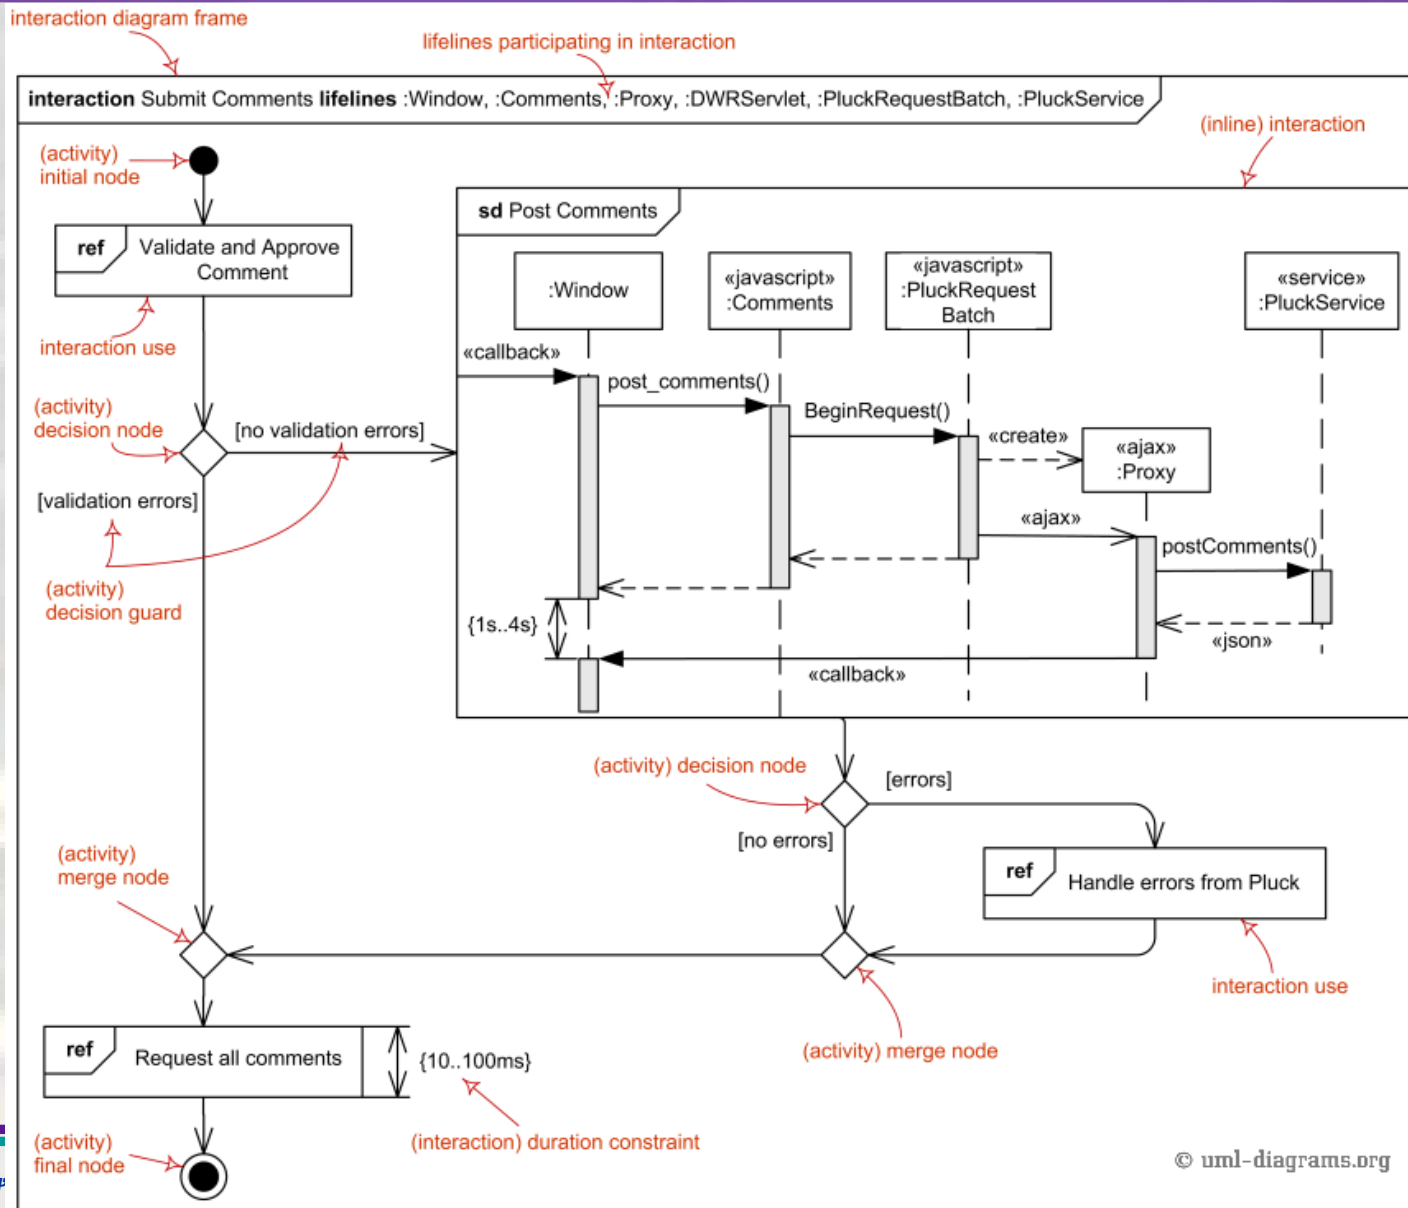 interaction diagram frame
lifelines participating in interaction
interaction Submit Comments lifelines :Window, :Comments, :Proxy, :DWRServlet, :PluckRequestBatch, :PluckService
(inline) interaction
(activity)
initial node
sd Post Comments
ref Validate and Approve
Comment
:Window
«javascript»
:Comments
«javascript»
:PluckRequest
Batch
«service»
:PluckService
interaction use
«callback»
post_comments()
BeginRequest()
(activity)
decision node
[no validation errors]
«create»
«ajax»
:Proxy
[validation errors]
«ajax»
postComments()
(activity)
decision guard
{1s..4s}
«json»
«callback»
(activity) decision node
[errors]
[no errors]
(activity)
merge node
ref Handle errors from Pluck
interaction use
ref Request all comments
{10..100ms}
(activity) merge node
(activity)
final node
(interaction) duration constraint
© uml-diagrams.org